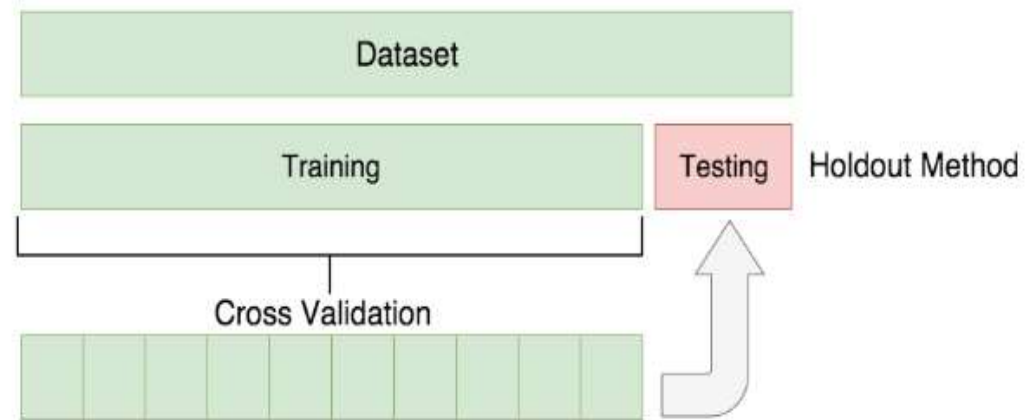 Dataset
Training
Testing
Holdout Method
Cross Validation